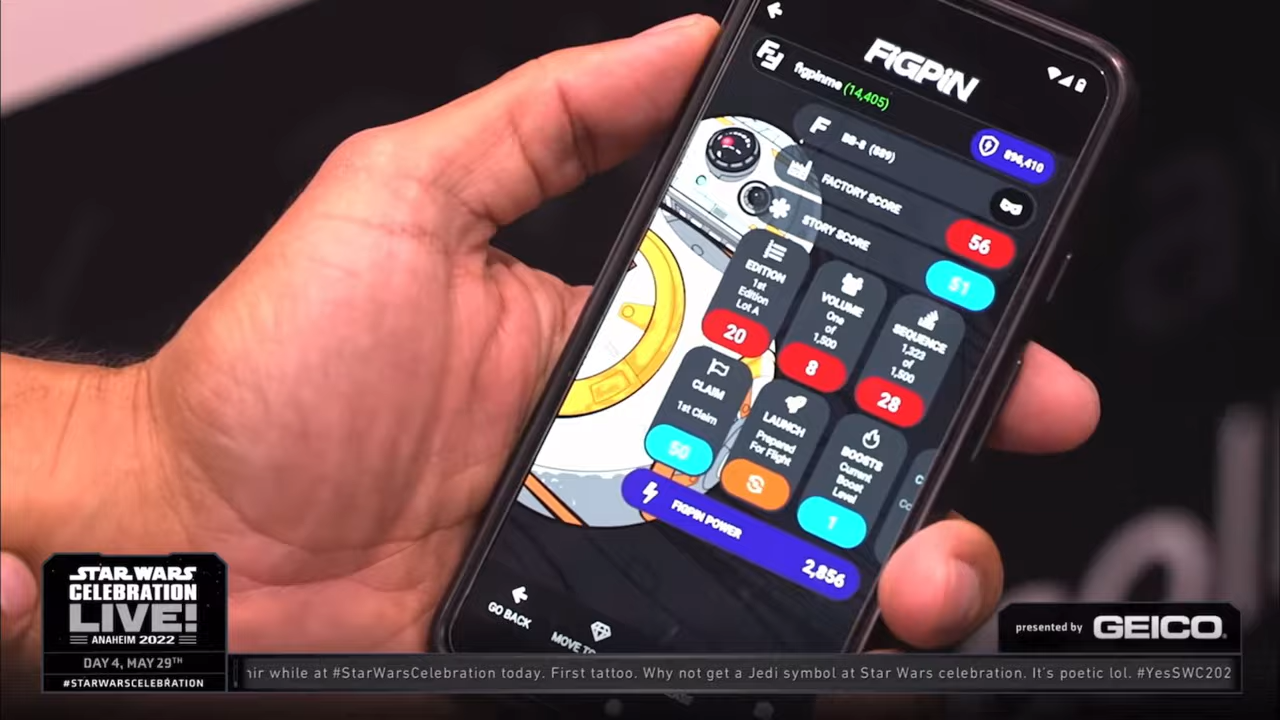 FiGPiN
figpinme (14,405)
896,410
BB-8 (889)
FACTORY SCORE
56
STORY SCORE
51
EDITION
1st
Edition
Lot A
20
VOLUME
One
of
1,500
8
SEQUENCE
1,323
of
1,500
28
CLAIM
1st Claim
50
LAUNCH
Prepared
For Flight
BOOSTS
Current
Boost
Level
1
FIGPIN POWER
2,856
GO BACK
STAR WARS
CELEBRATION
LIVE!
ANAHEIM 2022
DAY 4, MAY 29TH
#STARWARSCELEBRATION
presented by GEICO
while at #StarWarsCelebration today. First tattoo. Why not get a Jedi symbol at Star Wars celebration. It's poetic lol. #YesSWC202